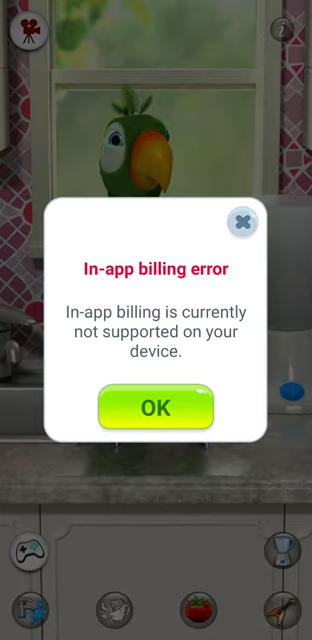 In-app billing error
In-app billing is currently
not supported on your
device.
OK